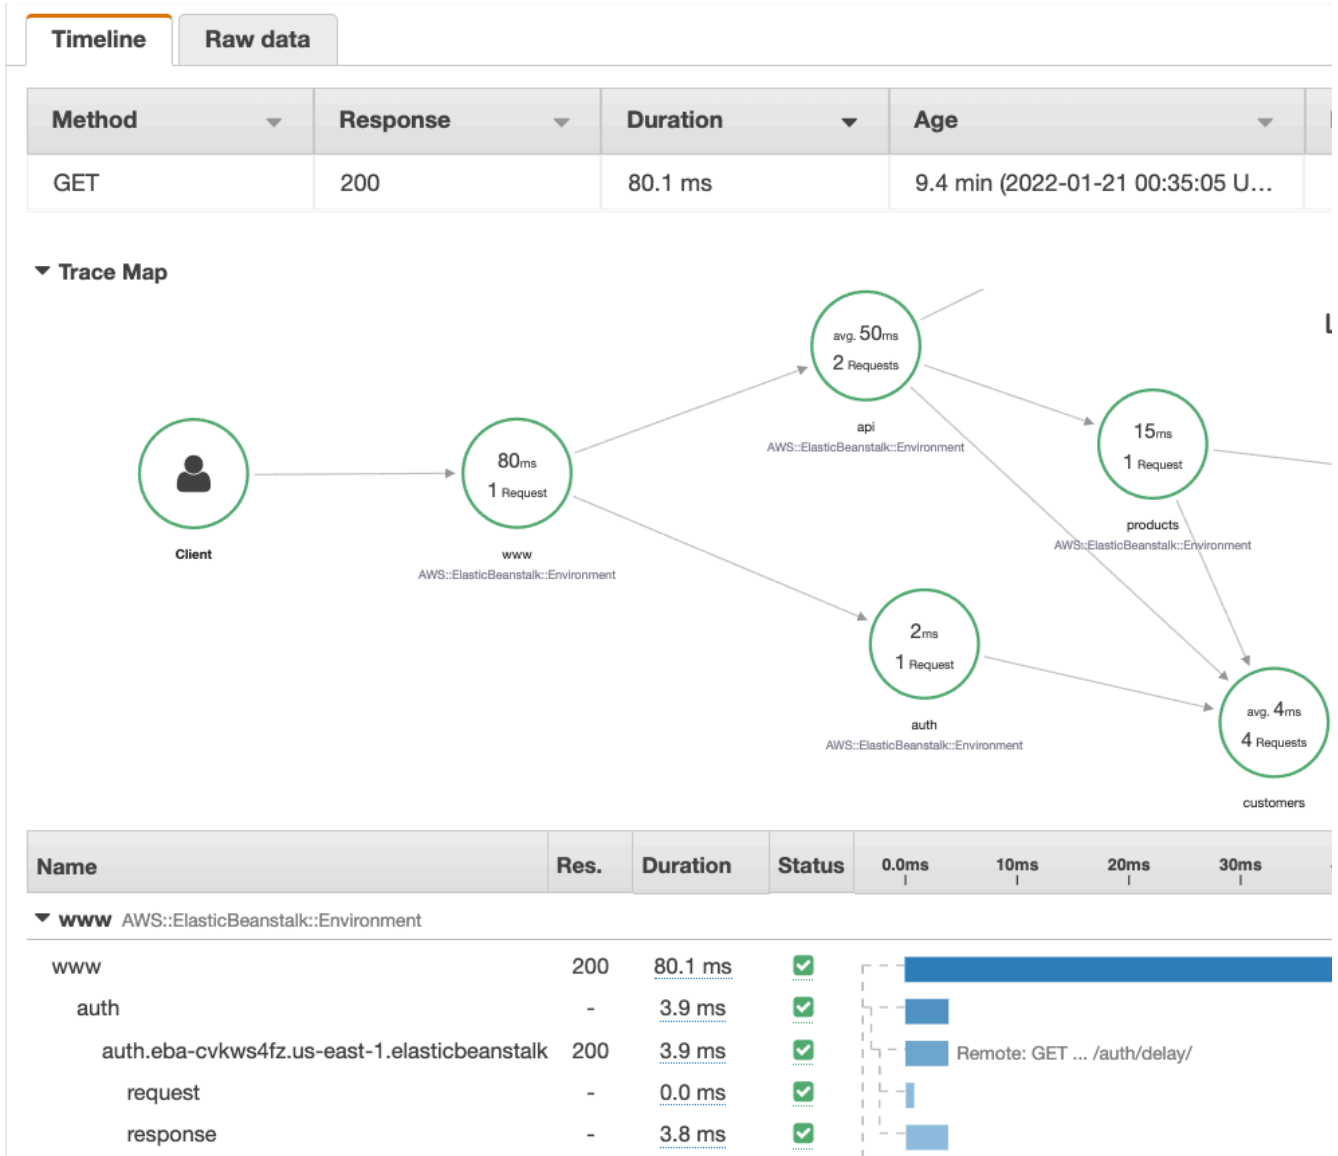 Timeline Raw data
Method Response Duration Age
GET 200 80.1 ms 9.4 min (2022-01-21 00:35:05 U...
Trace Map
avg. 50ms
2 Requests
api
AWS::ElasticBeanstalk::Environment
15ms
1 Request
products
AWS::ElasticBeanstalk::Environment
80ms
1 Request
www
AWS::ElasticBeanstalk::Environment
Client
2ms
1 Request
auth
AWS::ElasticBeanstalk::Environment
avg. 4ms
4 Requests
customers
Name Res. Duration Status 0.0ms 10ms 20ms 30ms
www AWS::ElasticBeanstalk::Environment
www 200 80.1 ms
auth - 3.9 ms
auth.eba-cvkws4fz.us-east-1.elasticbeanstalk 200 3.9 ms Remote: GET ... /auth/delay/
request - 0.0 ms
response - 3.8 ms